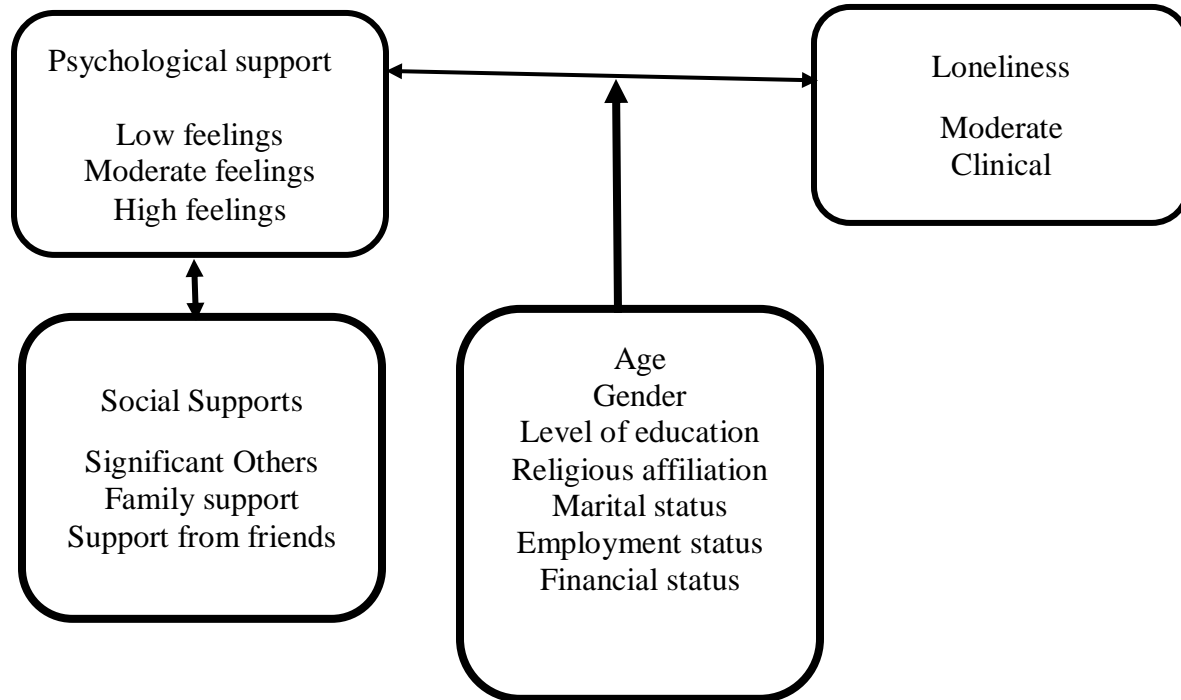 Psychological support
Low feelings
Moderate feelings
High feelings
Loneliness
Moderate
Clinical
Social Supports
Significant Others
Family support
Support from friends
Age
Gender
Level of education
Religious affiliation
Marital status
Employment status
Financial status